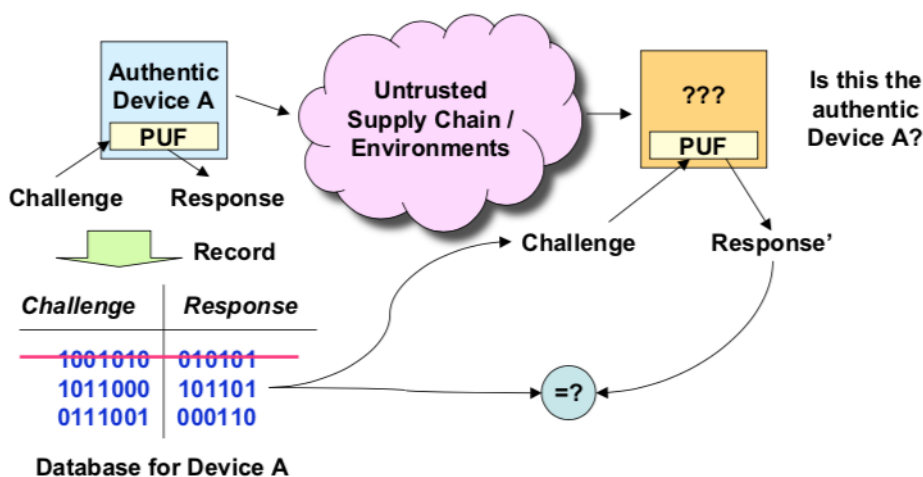 Authentic
Device A
PUF
Challenge
Response
Record
Untrusted
Supply Chain /
Environments
???
PUF
Is this the
authentic
Device A?
Challenge
Response’
Challenge Response
1001010 010101
1011000 101101
0111001 000110
=?
Database for Device A